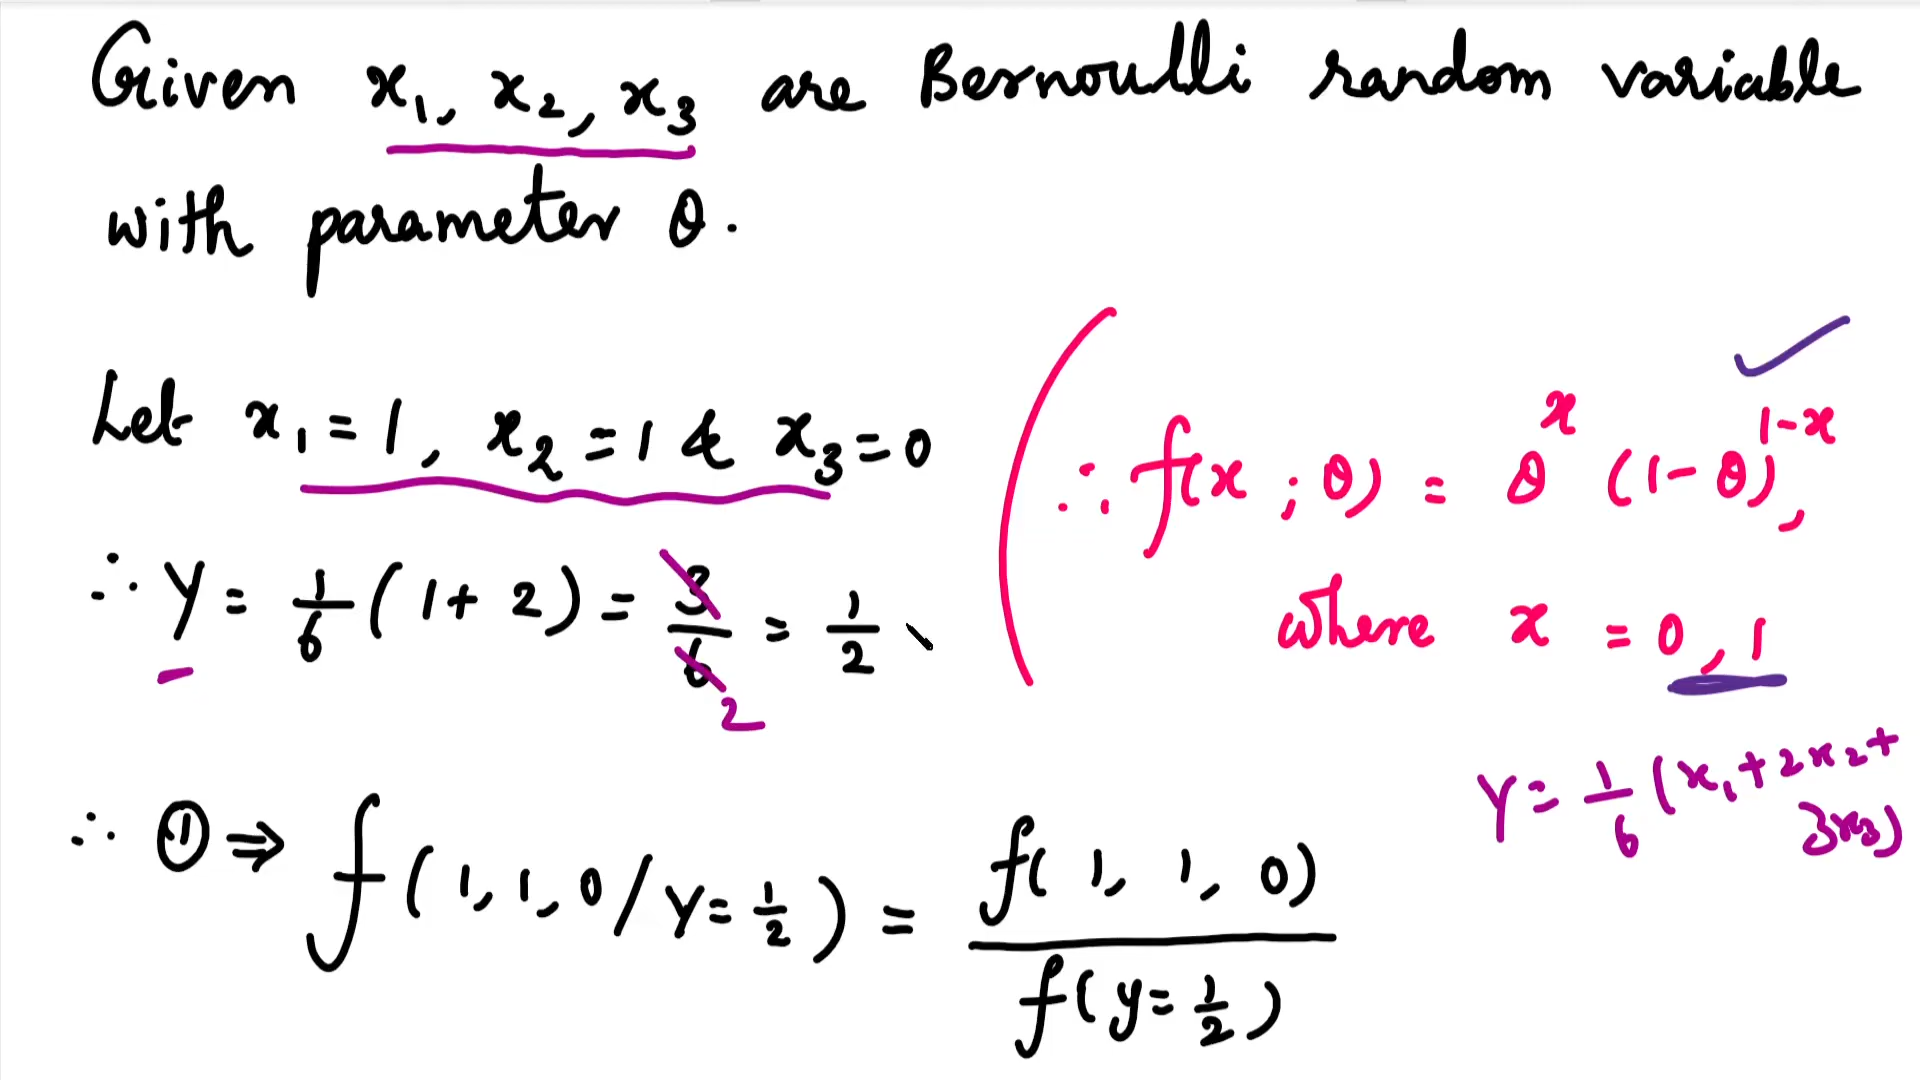 Given x₁, x₂, x₃ are Bernoulli random variable
with parameter θ.
Let x₁ = 1, x₂ = 1 & x₃ = 0
∴ f(x ; θ) = θ^x (1-θ)^(1-x),
where x = 0, 1
∴ Y = 1/6 (1 + 2) = 3/6 = 1/2
2
Y = 1/6 (x₁ + 2x₂ +
3x₃)
∴ ① ⇒ f(1, 1, 0 / Y = 1/2) = f(1, 1, 0) / f(y = 1/2)